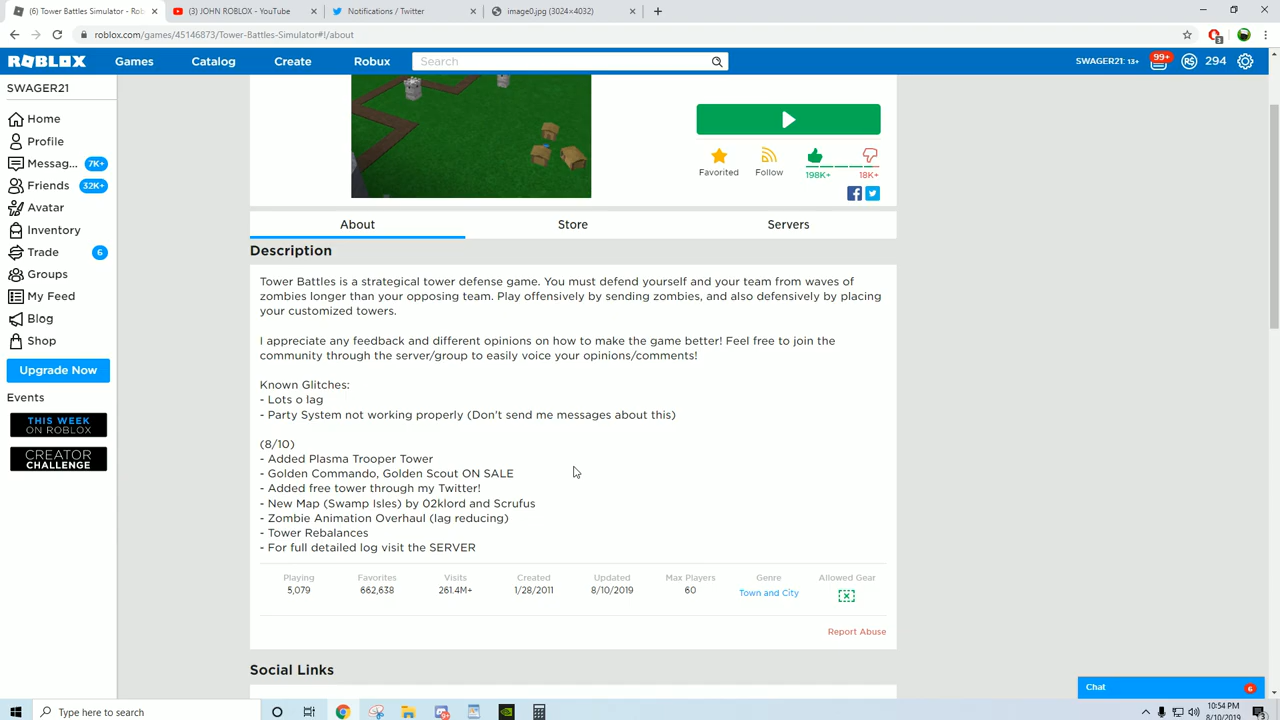 (6) Tower Battles Simulator - Rob
(3) JOHN ROBLOX - YouTube
Notifications / Twitter
image0.jpg (3024×4032)
roblox.com/games/45146873/Tower-Battles-Simulator#!/about
3
ROBLOX
Games
Catalog
Create
Robux
Search
SWAGER21: 13+
99+
294
SWAGER21
Home
Profile
Messag... 7K+
Friends 32K+
Avatar
Inventory
Trade 6
Groups
My Feed
Blog
Shop
Upgrade Now
Events
THIS WEEK
ON ROBLOX
CREATOR
CHALLENGE
Favorited
Follow
198K+
18K+
About
Store
Servers
Description
Tower Battles is a strategical tower defense game. You must defend yourself and your team from waves of
zombies longer than your opposing team. Play offensively by sending zombies, and also defensively by placing
your customized towers.
I appreciate any feedback and different opinions on how to make the game better! Feel free to join the
community through the server/group to easily voice your opinions/comments!
Known Glitches:
- Lots o lag
- Party System not working properly (Don't send me messages about this)
(8/10)
- Added Plasma Trooper Tower
- Golden Commando, Golden Scout ON SALE
- Added free tower through my Twitter!
- New Map (Swamp Isles) by 02klord and Scrufus
- Zombie Animation Overhaul (lag reducing)
- Tower Rebalances
- For full detailed log visit the SERVER
Playing Favorites Visits Created Updated Max Players Genre Allowed Gear
5,079 662,638 261.4M+ 1/28/2011 8/10/2019 60 Town and City
Report Abuse
Social Links
Chat 6
Type here to search
10:54 PM
8/10/2019